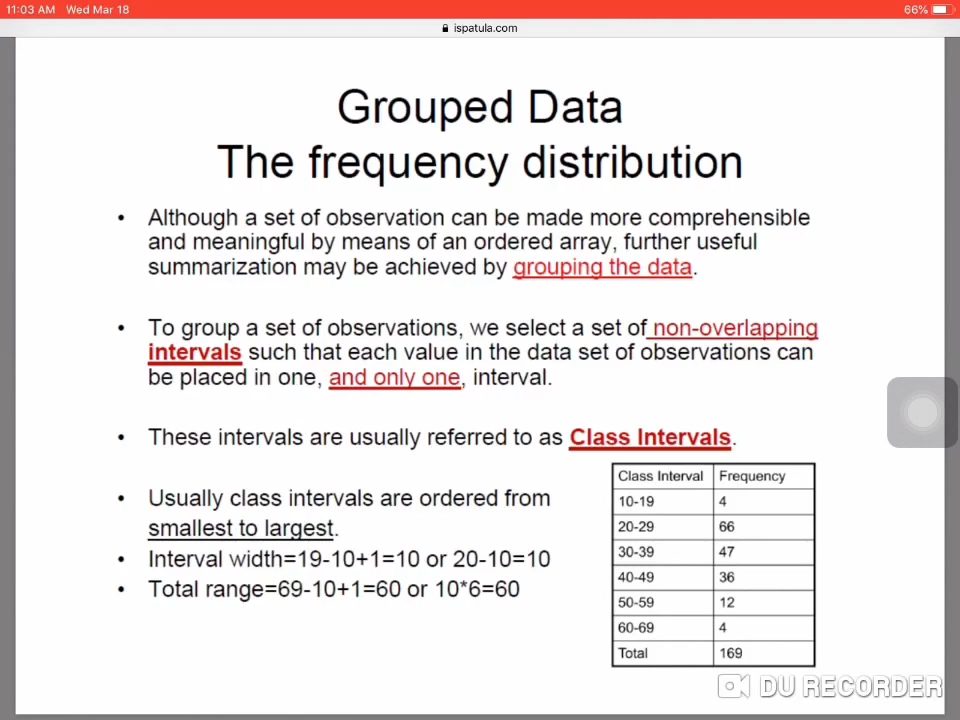 11:03 AM Wed Mar 18
66%
ispatula.com
Grouped Data
The frequency distribution
• Although a set of observation can be made more comprehensible
and meaningful by means of an ordered array, further useful
summarization may be achieved by grouping the data.
• To group a set of observations, we select a set of non-overlapping
intervals such that each value in the data set of observations can
be placed in one, and only one, interval.
• These intervals are usually referred to as Class Intervals.
• Usually class intervals are ordered from
smallest to largest.
• Interval width=19-10+1=10 or 20-10=10
• Total range=69-10+1=60 or 10*6=60
Class Interval Frequency
10-19 4
20-29 66
30-39 47
40-49 36
50-59 12
60-69 4
Total 169
DU RECORDER